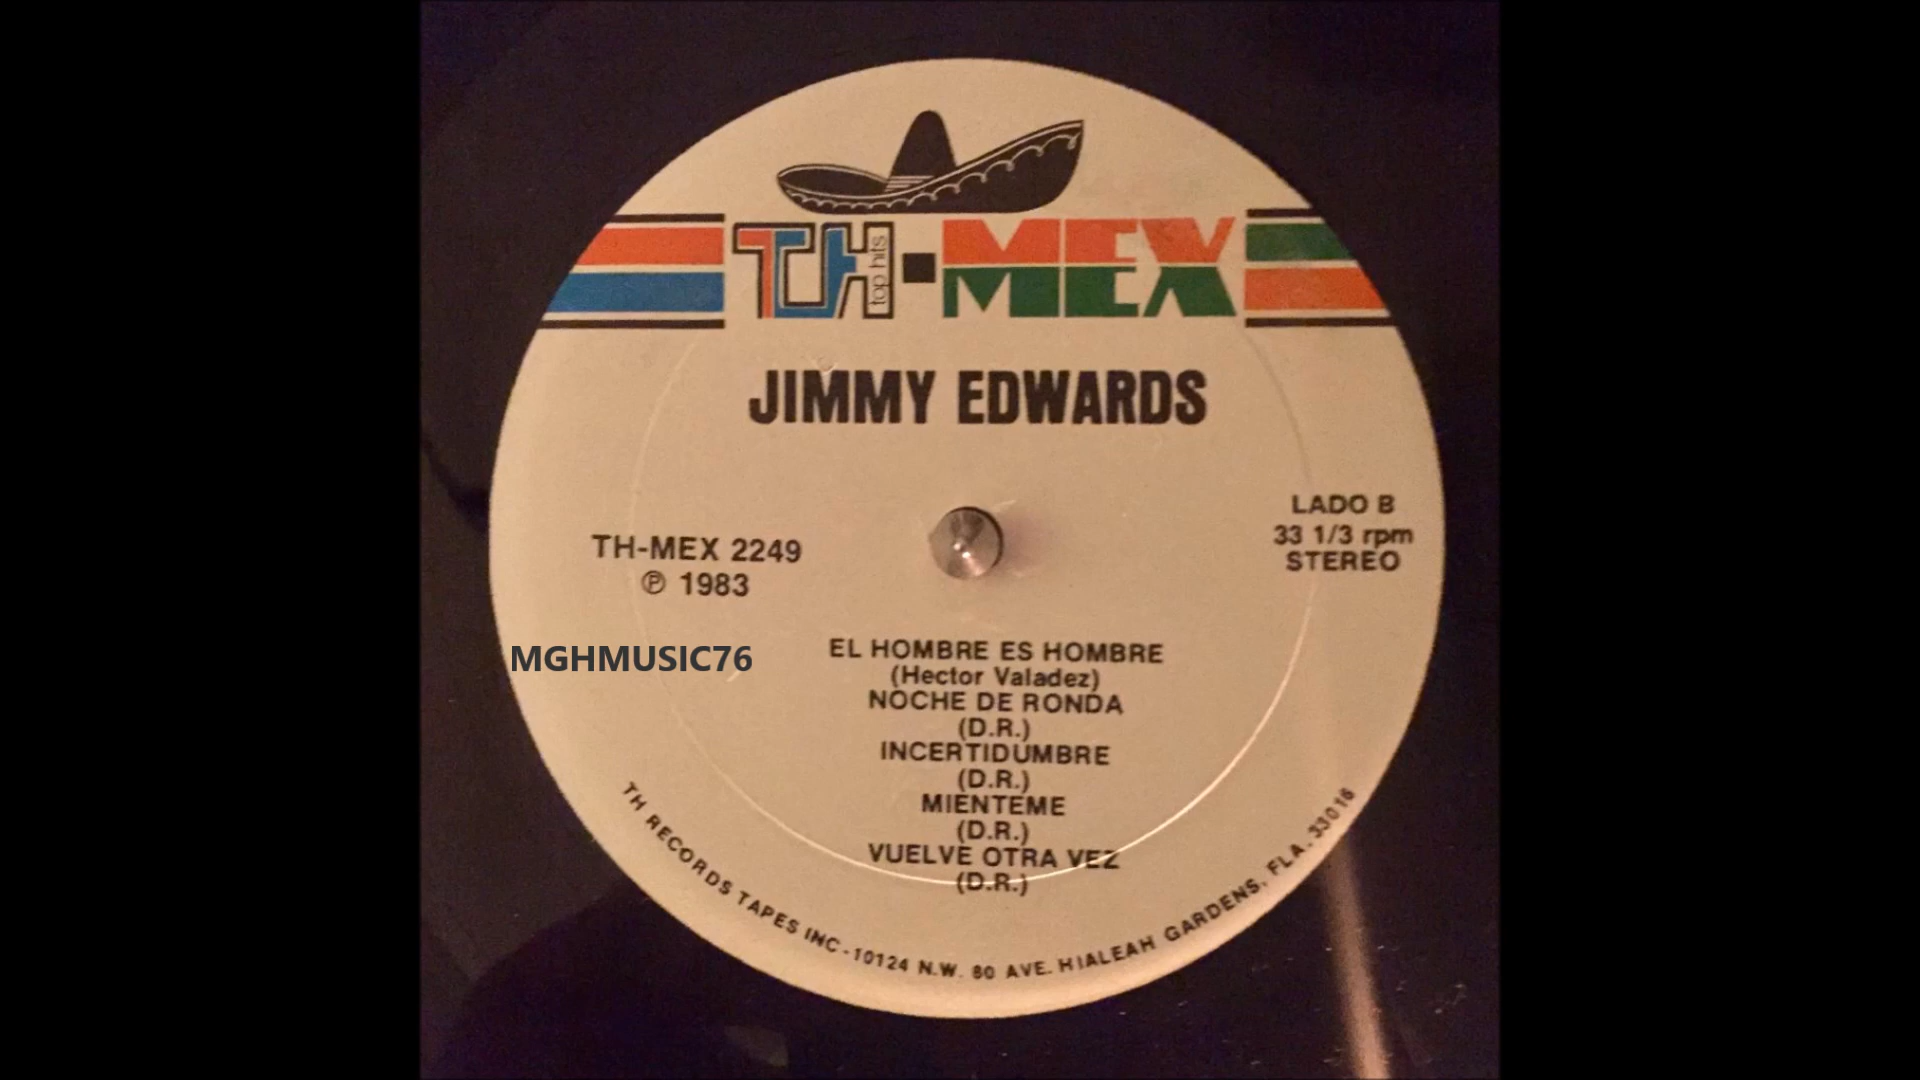 TH top hits-MEX
JIMMY EDWARDS
LADO B
33 1/3 rpm
STEREO
TH-MEX 2249
℗ 1983
MGHMUSIC76
EL HOMBRE ES HOMBRE
(Hector Valadez)
NOCHE DE RONDA
(D.R.)
INCERTIDUMBRE
(D.R.)
MIENTEME
(D.R.)
VUELVE OTRA VEZ
(D.R.)
TH RECORDS TAPES INC - 10124 N.W. 80 AVE. HIALEAH GARDENS, FLA. 33016